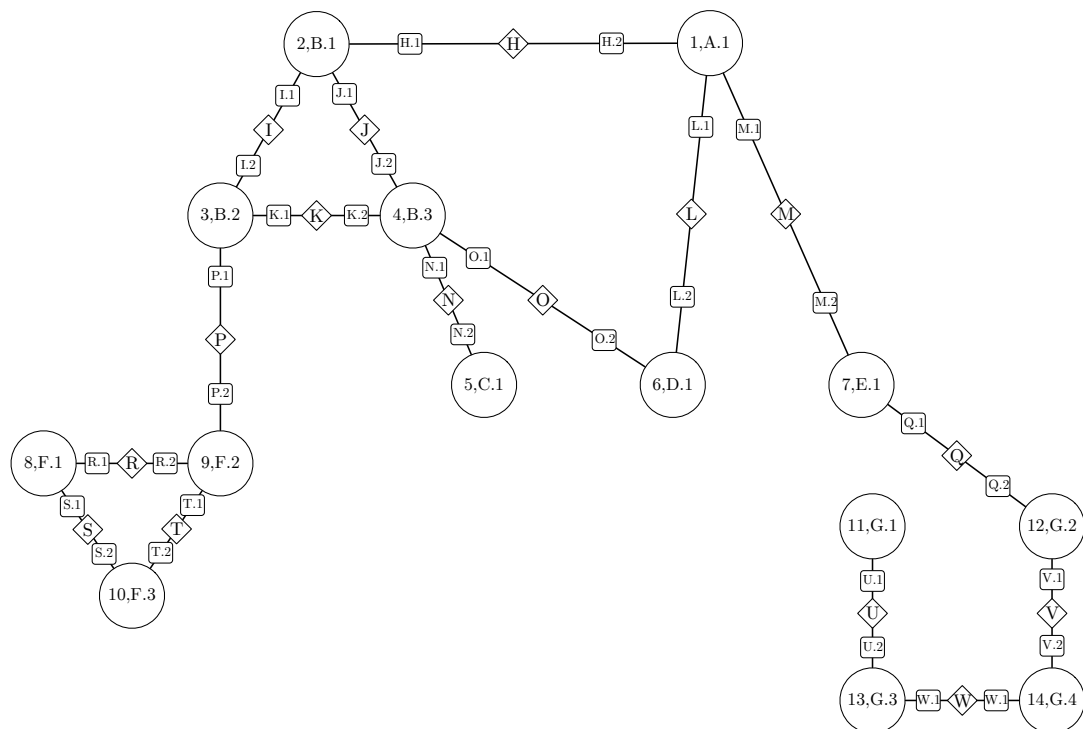 2,B.1
H.1
H
H.2
1,A.1
I.1
J.1
I
J
L.1
M.1
I.2
J.2
3,B.2
K.1
K
K.2
4,B.3
L
M
P.1
N.1
O.1
N
O
L.2
M.2
P
N.2
O.2
P.2
5,C.1
6,D.1
7,E.1
Q.1
8,F.1
R.1
R
R.2
9,F.2
Q
Q.2
S.1
T.1
S
T
S.2
T.2
11,G.1
12,G.2
10,F.3
U.1
V.1
U
V
U.2
V.2
13,G.3
W.1
W
W.1
14,G.4